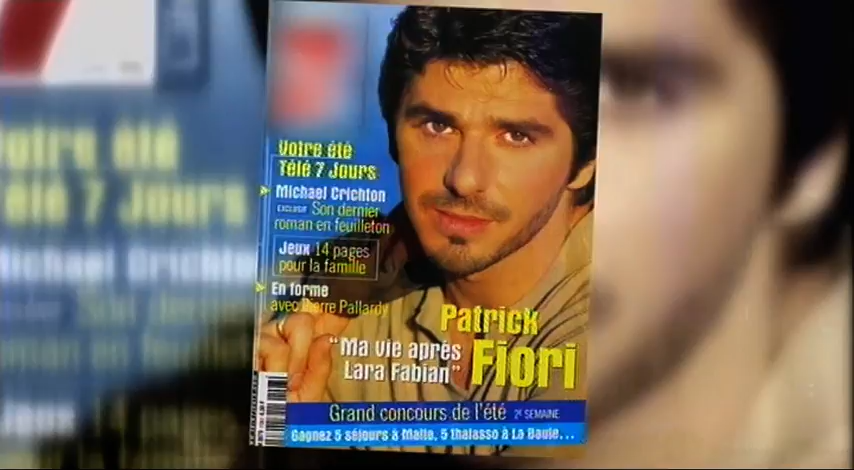 Votre été
Télé 7 Jours
Michael Crichton
EXCLUSIF Son dernier
roman en feuilleton
Jeux 14 pages
pour la famille
En forme
avec Pierre Pallardy
Patrick
Fiori
"Ma vie après
Lara Fabian"
Grand concours de l'été 2e SEMAINE
Gagnez 5 séjours à Malte, 5 thalasso à La Baule...